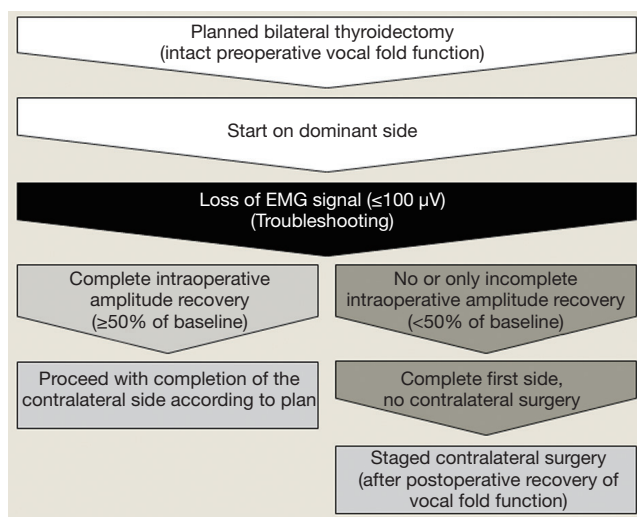 Planned bilateral thyroidectomy
(intact preoperative vocal fold function)
Start on dominant side
Loss of EMG signal (≤100 µV)
(Troubleshooting)
Complete intraoperative
amplitude recovery
(≥50% of baseline)
No or only incomplete
intraoperative amplitude recovery
(<50% of baseline)
Proceed with completion of the
contralateral side according to plan
Complete first side,
no contralateral surgery
Staged contralateral surgery
(after postoperative recovery of
vocal fold function)